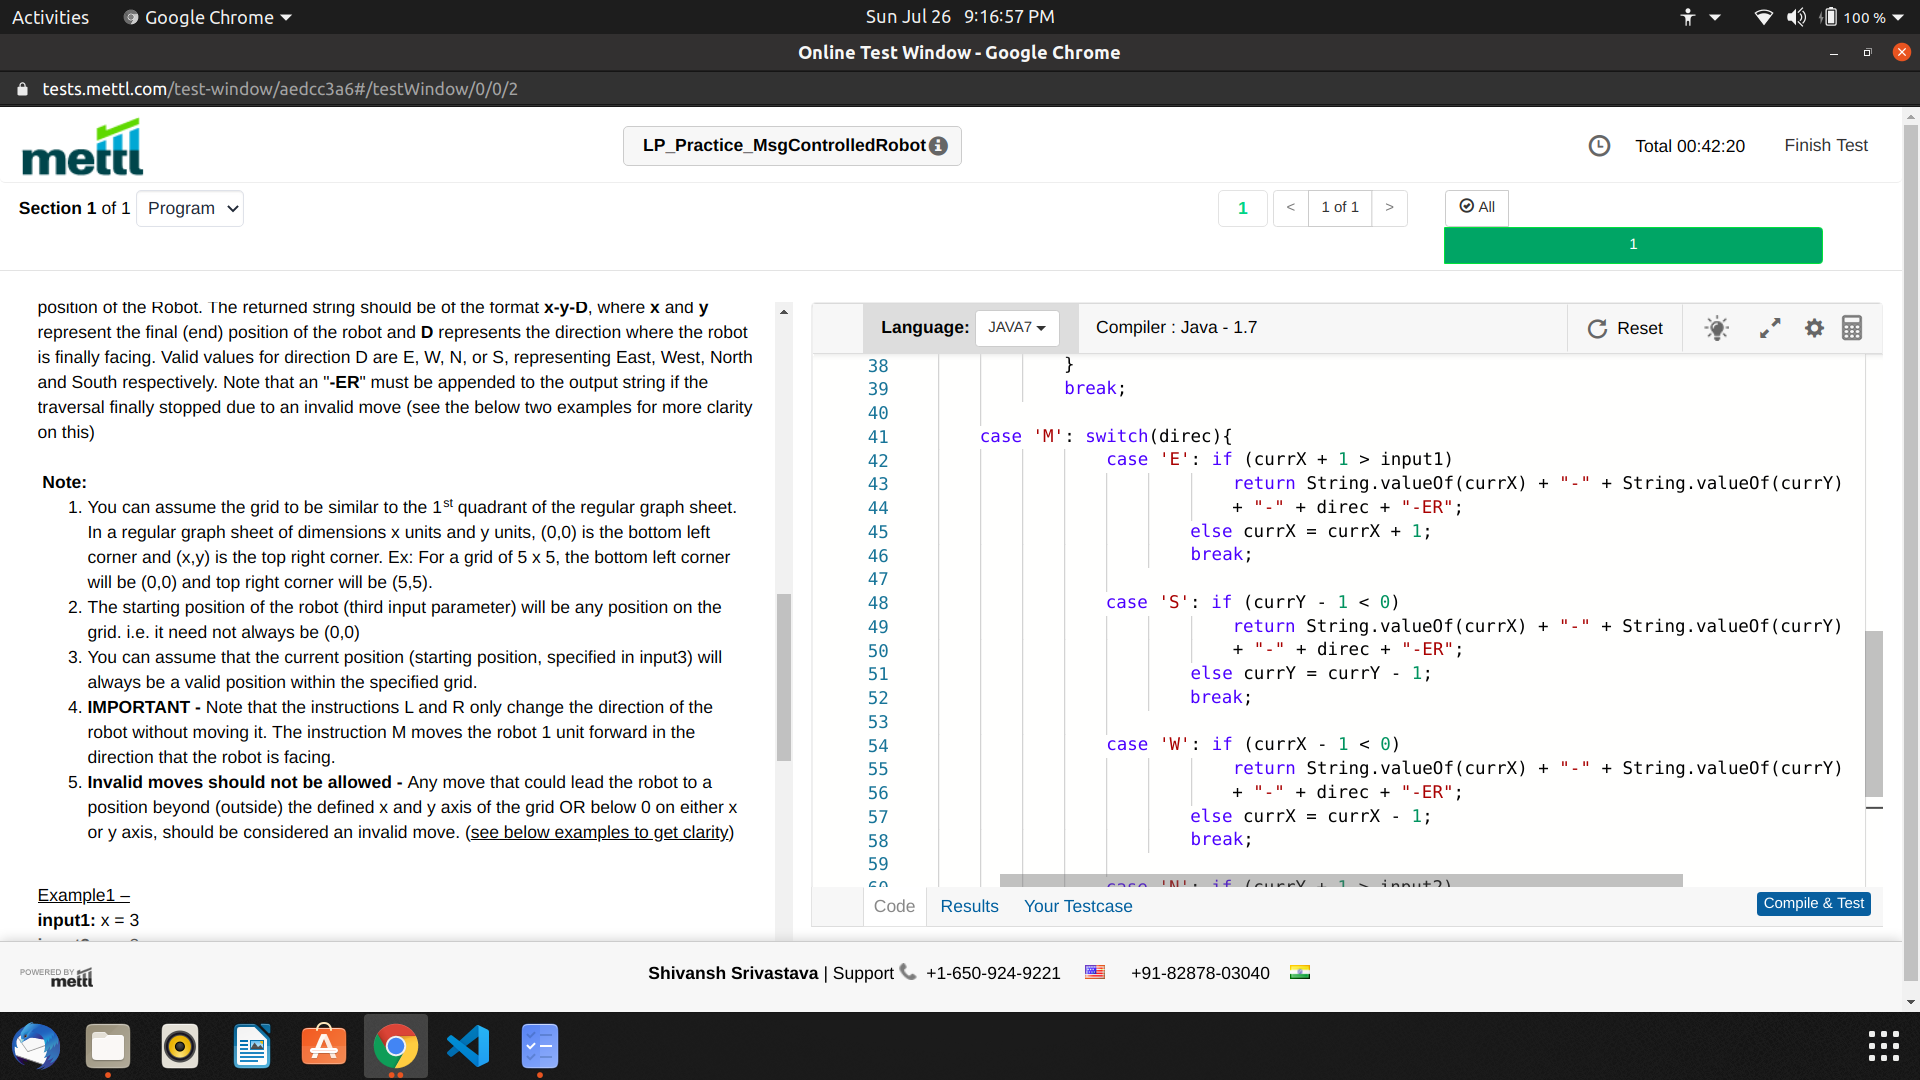 Activities
Google Chrome
Sun Jul 26 9:16:57 PM
100 %
Online Test Window - Google Chrome
tests.mettl.com/test-window/aedcc3a6#/testWindow/0/0/2
mettl
LP_Practice_MsgControlledRobot
Total 00:42:20
Finish Test
Section 1 of 1
Program
1
<
1 of 1
>
All
1
position of the Robot. The returned string should be of the format x-y-D, where x and y
represent the final (end) position of the robot and D represents the direction where the robot
is finally facing. Valid values for direction D are E, W, N, or S, representing East, West, North
and South respectively. Note that an "-ER" must be appended to the output string if the
traversal finally stopped due to an invalid move (see the below two examples for more clarity
on this)
Note:
1. You can assume the grid to be similar to the 1st quadrant of the regular graph sheet.
In a regular graph sheet of dimensions x units and y units, (0,0) is the bottom left
corner and (x,y) is the top right corner. Ex: For a grid of 5 x 5, the bottom left corner
will be (0,0) and top right corner will be (5,5).
2. The starting position of the robot (third input parameter) will be any position on the
grid. i.e. it need not always be (0,0)
3. You can assume that the current position (starting position, specified in input3) will
always be a valid position within the specified grid.
4. IMPORTANT - Note that the instructions L and R only change the direction of the
robot without moving it. The instruction M moves the robot 1 unit forward in the
direction that the robot is facing.
5. Invalid moves should not be allowed - Any move that could lead the robot to a
position beyond (outside) the defined x and y axis of the grid OR below 0 on either x
or y axis, should be considered an invalid move. (see below examples to get clarity)
Example1 –
input1: x = 3
Language:
JAVA7
Compiler : Java - 1.7
Reset
38 }
39 break;
40
41 case 'M': switch(direc){
42 case 'E': if (currX + 1 > input1)
43 return String.valueOf(currX) + "-" + String.valueOf(currY)
44 + "-" + direc + "-ER";
45 else currX = currX + 1;
46 break;
47
48 case 'S': if (currY - 1 < 0)
49 return String.valueOf(currX) + "-" + String.valueOf(currY)
50 + "-" + direc + "-ER";
51 else currY = currY - 1;
52 break;
53
54 case 'W': if (currX - 1 < 0)
55 return String.valueOf(currX) + "-" + String.valueOf(currY)
56 + "-" + direc + "-ER";
57 else currX = currX - 1;
58 break;
59
60 case 'N': if (currY + 1 > input2)
Code
Results
Your Testcase
Compile & Test
POWERED BY
mettl
Shivansh Srivastava | Support +1-650-924-9221 +91-82878-03040